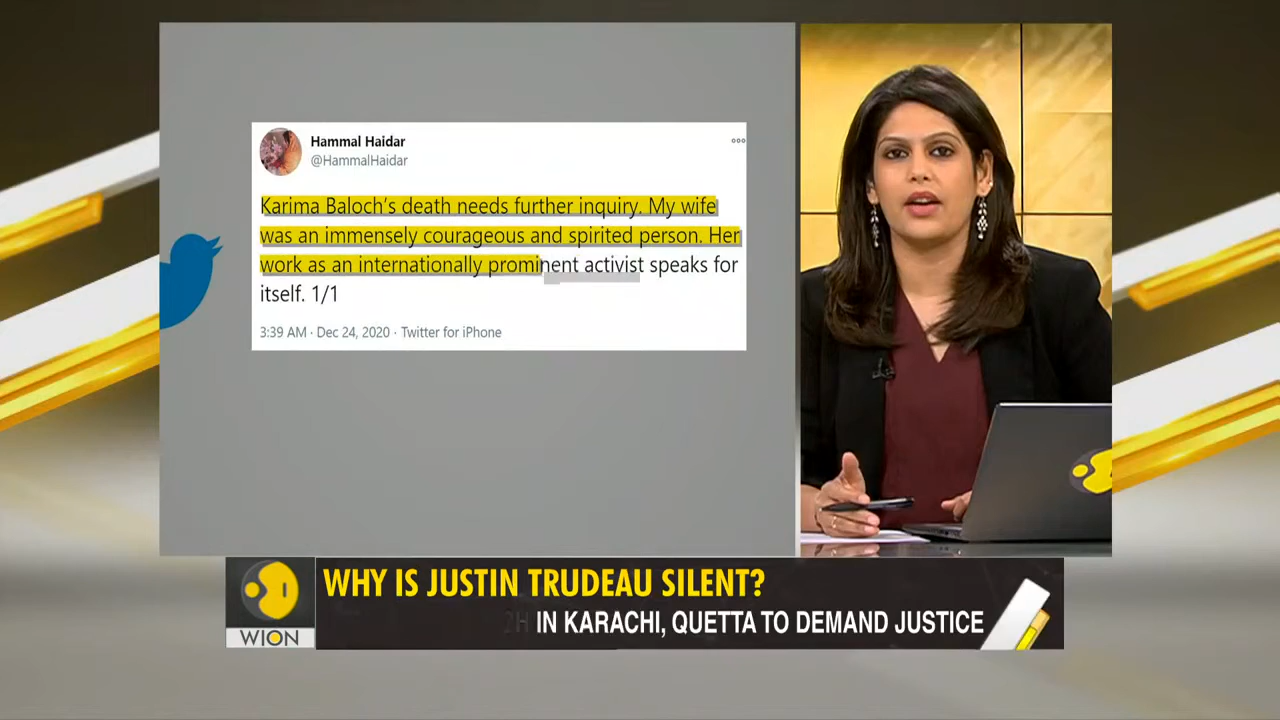 Hammal Haidar
@HammalHaidar
Karima Baloch's death needs further inquiry. My wife
was an immensely courageous and spirited person. Her
work as an internationally prominent activist speaks for
itself. 1/1
3:39 AM · Dec 24, 2020 · Twitter for iPhone
WHY IS JUSTIN TRUDEAU SILENT?
IN KARACHI, QUETTA TO DEMAND JUSTICE
WION